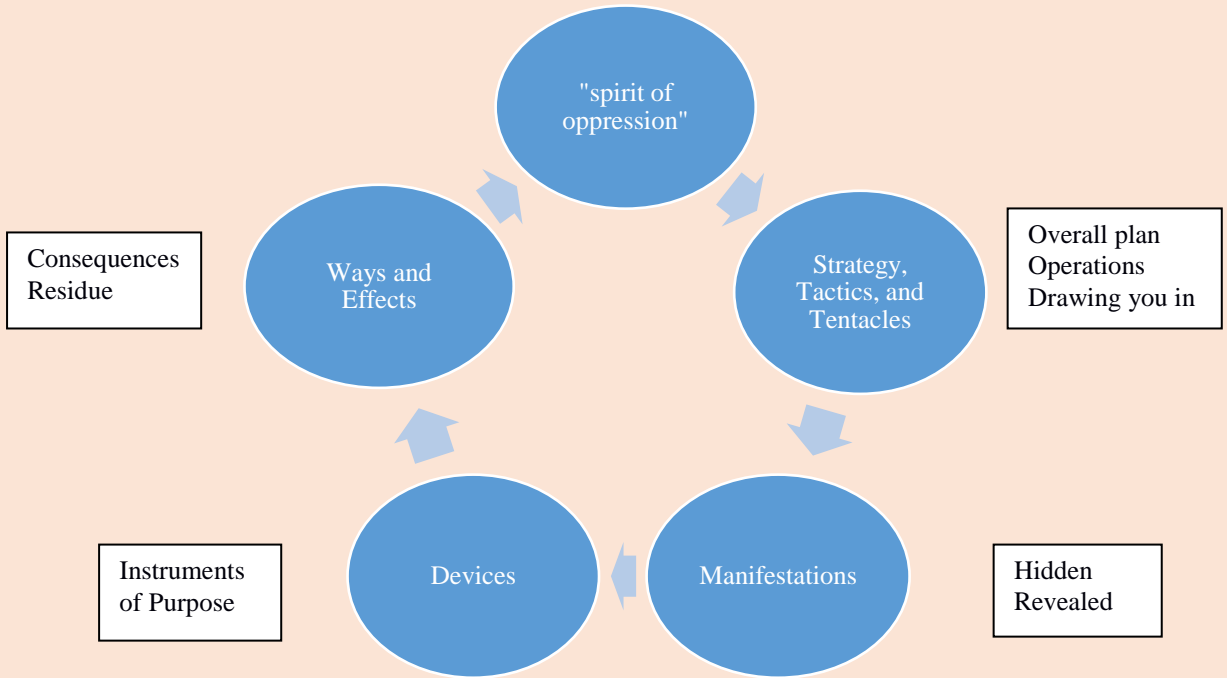 "spirit of
oppression"
Strategy,
Tactics, and
Tentacles
Overall plan
Operations
Drawing you in
Manifestations
Hidden
Revealed
Devices
Instruments
of Purpose
Ways and
Effects
Consequences
Residue